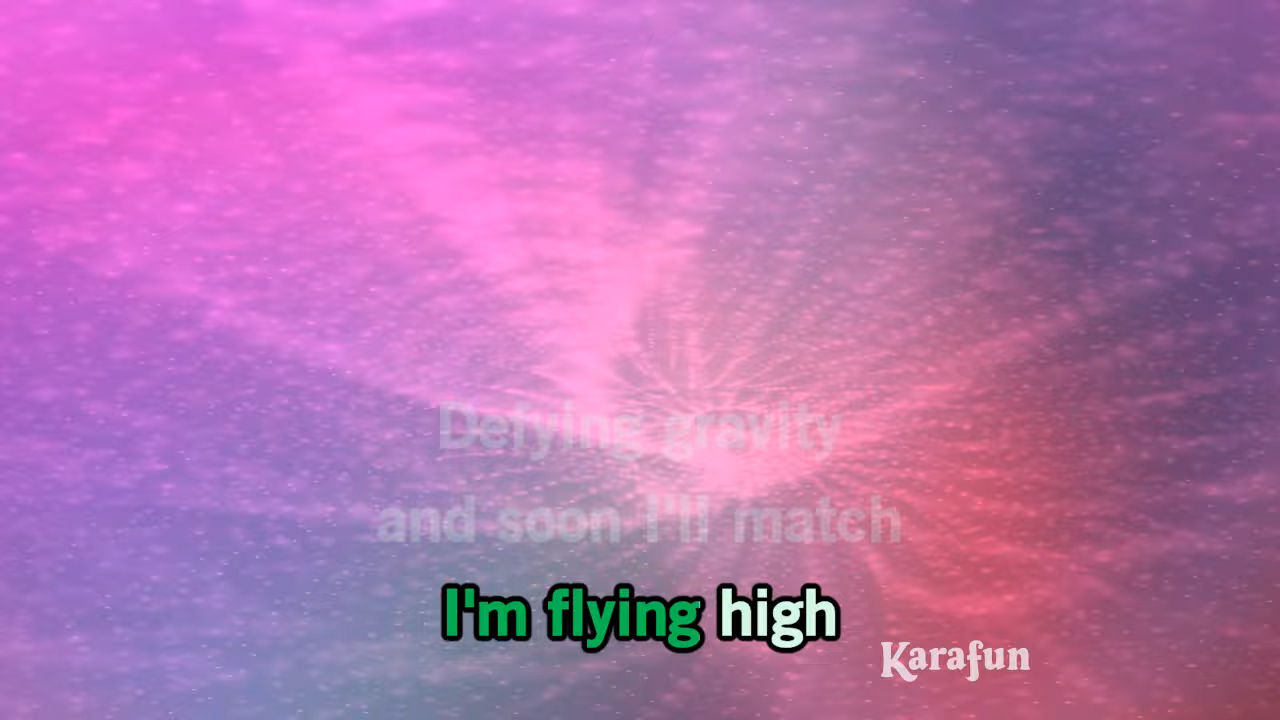 Defying gravity
and soon I'll match
I'm flying high
Karafun